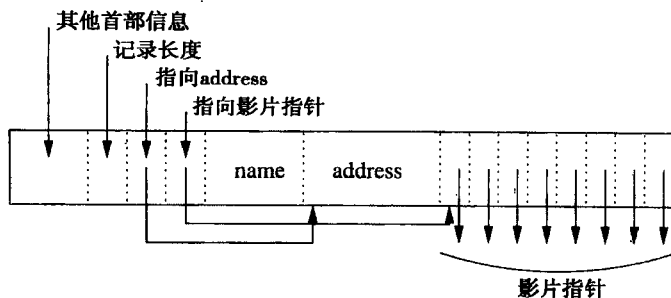 其他首部信息
记录长度
指向address
指向影片指针
name address
影片指针